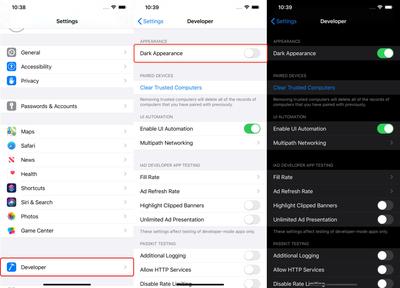 10:38
Settings
General
Accessibility
Privacy
Passwords & Accounts
Maps
Safari
News
Health
Shortcuts
Siri & Search
Photos
Game Center
Developer
10:39
Settings
Developer
APPEARANCE
Dark Appearance
PAIRED DEVICES
Clear Trusted Computers
Removing trusted computers will delete all of the records of
computers that you have paired with previously.
UI AUTOMATION
Enable UI Automation
Multipath Networking
IAD DEVELOPER APP TESTING
Fill Rate
Ad Refresh Rate
Highlight Clipped Banners
Unlimited Ad Presentation
These settings affect testing of developer-mode apps only.
PASSKIT TESTING
Additional Logging
Allow HTTP Services
Disable Rate Limiting
10:39
Settings
Developer
APPEARANCE
Dark Appearance
PAIRED DEVICES
Clear Trusted Computers
Removing trusted computers will delete all of the records of
computers that you have paired with previously.
UI AUTOMATION
Enable UI Automation
Multipath Networking
IAD DEVELOPER APP TESTING
Fill Rate
Ad Refresh Rate
Highlight Clipped Banners
Unlimited Ad Presentation
These settings affect testing of developer-mode apps only.
PASSKIT TESTING
Additional Logging
Allow HTTP Services
Disable Rate Limiting